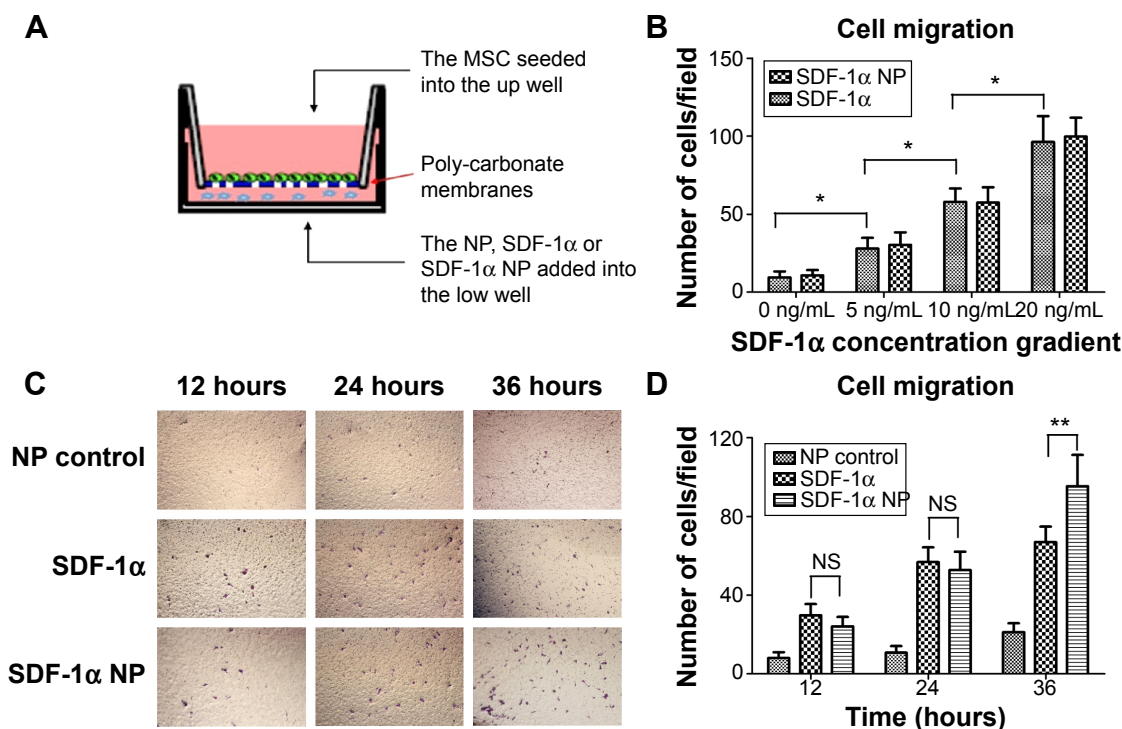 A
The MSC seeded
into the up well
Poly-carbonate
membranes
The NP, SDF-1α or
SDF-1α NP added into
the low well
B
Cell migration
Number of cells/field
150
100
50
0
SDF-1α NP
SDF-1α
*
*
*
0 ng/mL 5 ng/mL 10 ng/mL 20 ng/mL
SDF-1α concentration gradient
C
12 hours 24 hours 36 hours
NP control
SDF-1α
SDF-1α NP
D
Cell migration
Number of cells/field
120
80
40
0
NP control
SDF-1α
SDF-1α NP
NS
NS
**
12 24 36
Time (hours)